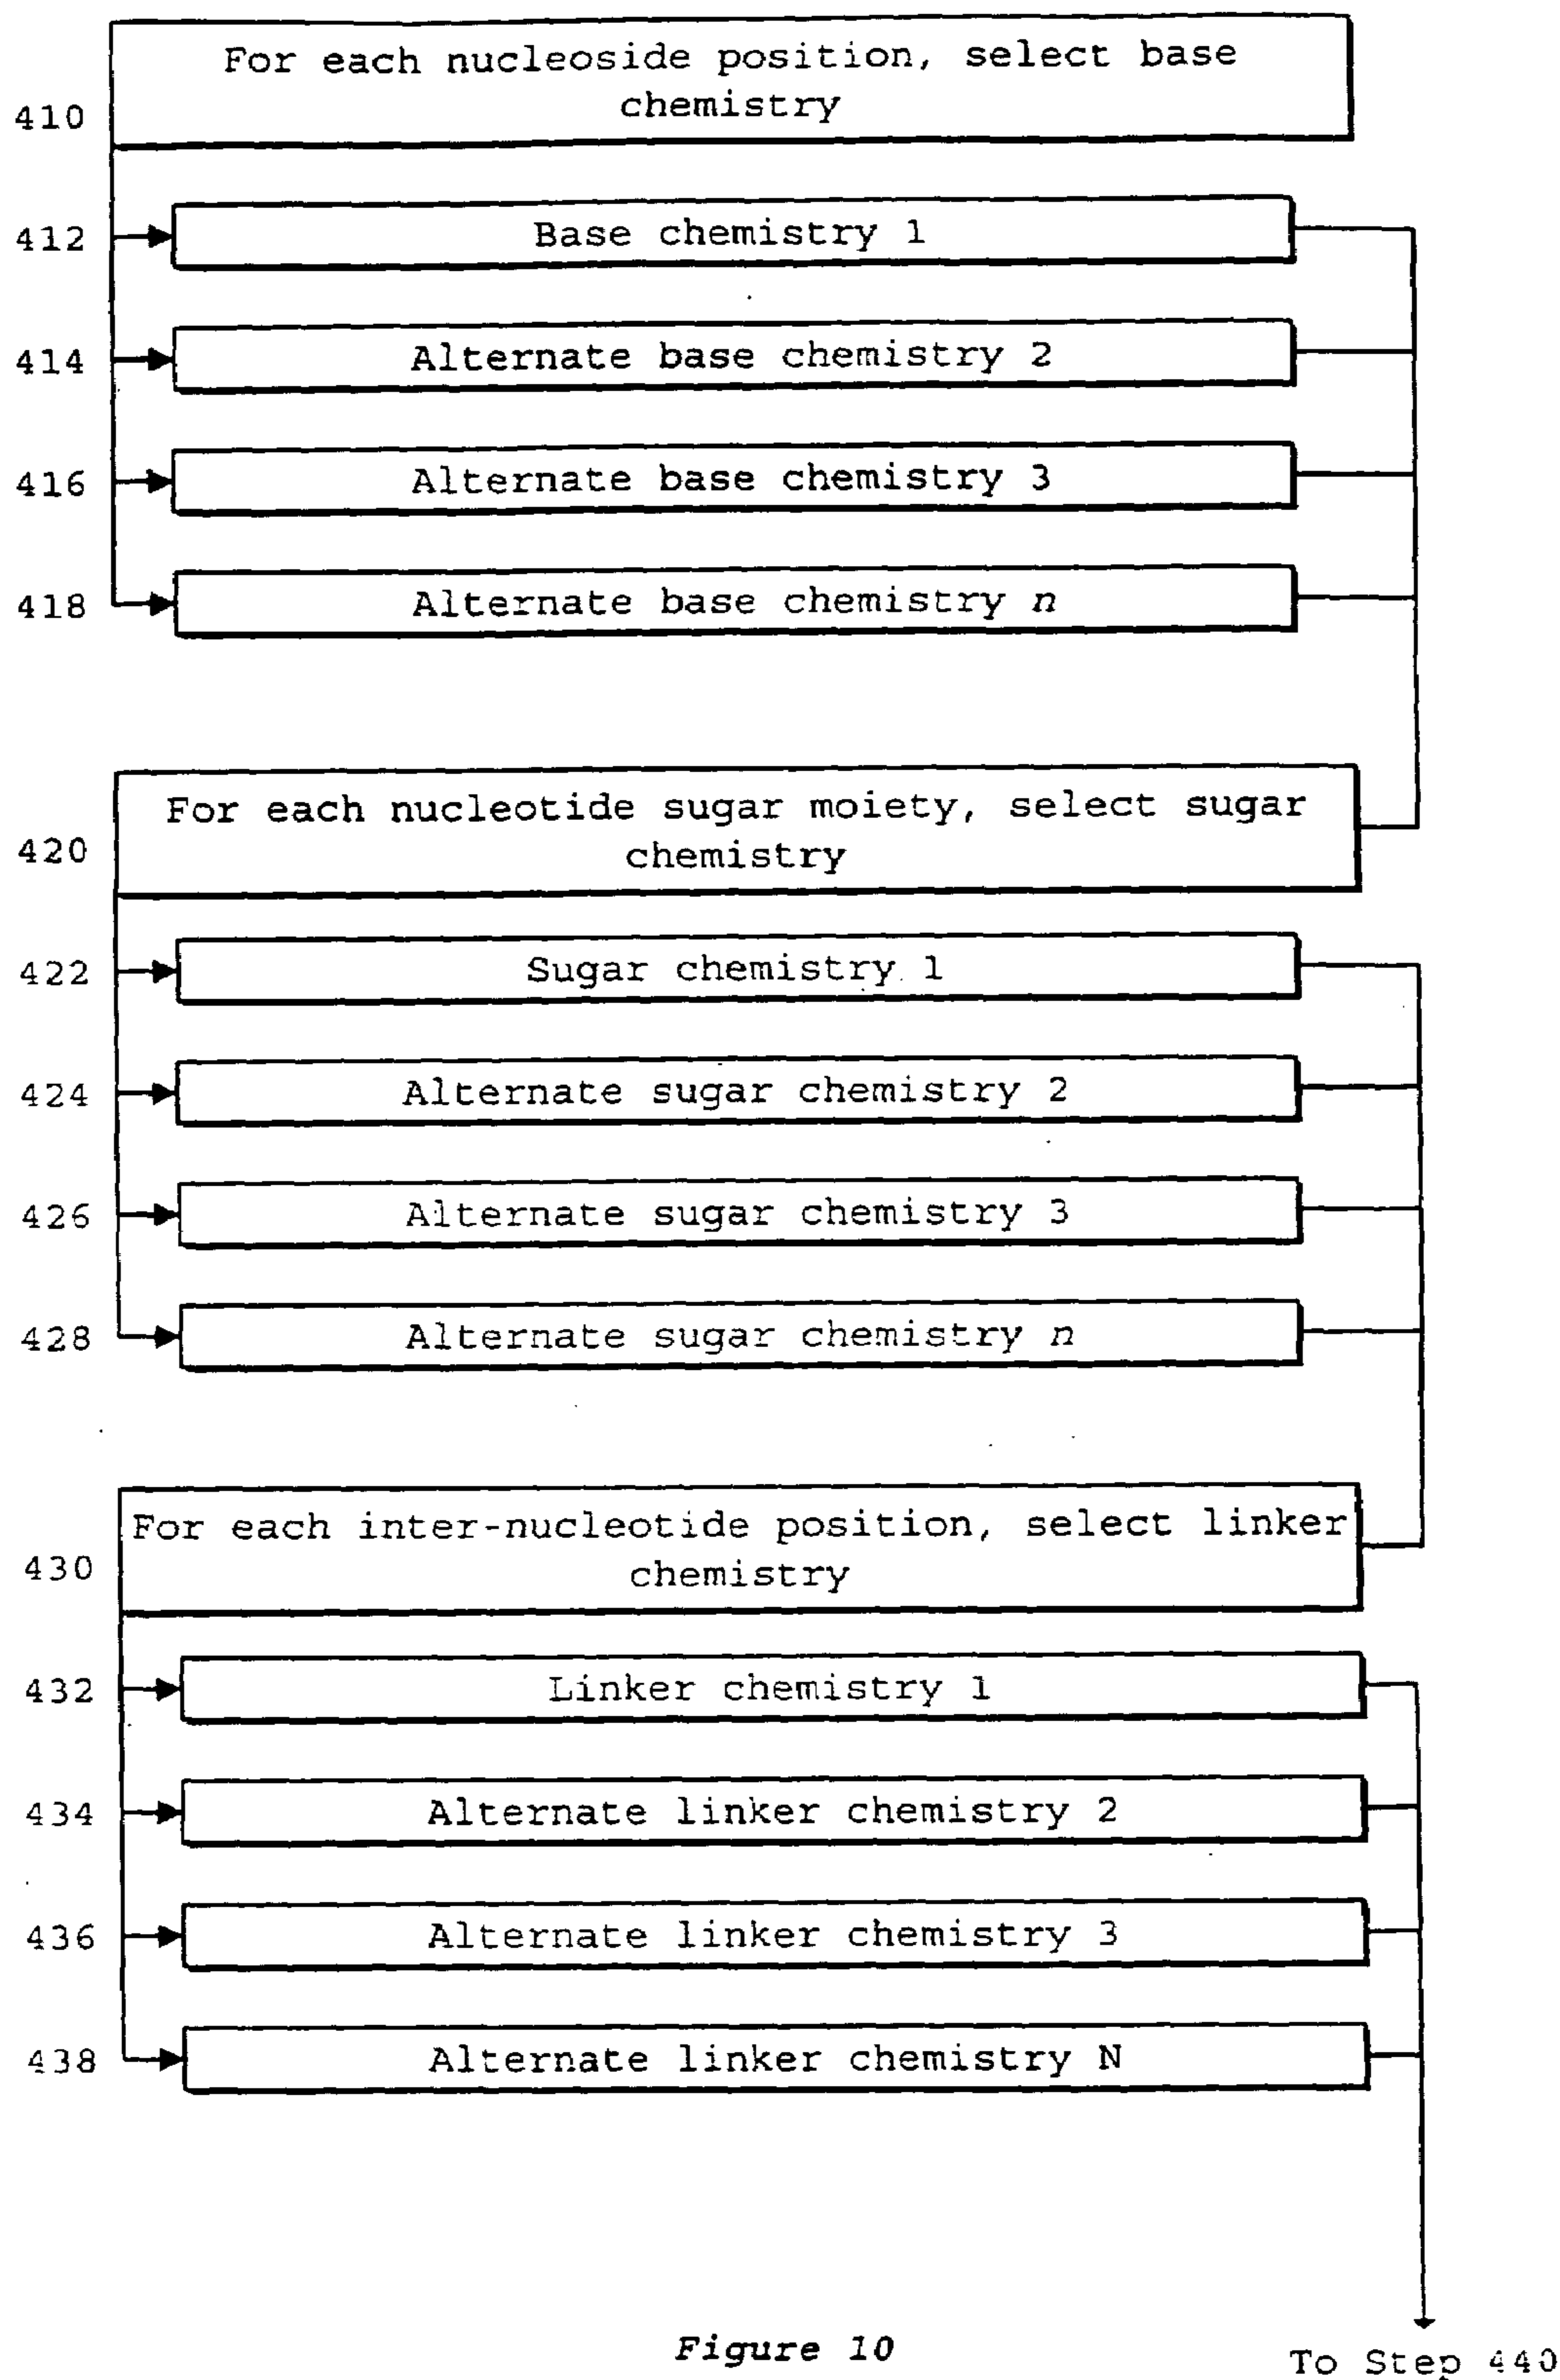 For each nucleoside position, select base
chemistry
410
412
Base chemistry 1
414
Alternate base chemistry 2
416
Alternate base chemistry 3
418
Alternate base chemistry n
For each nucleotide sugar moiety, select sugar
chemistry
420
422
Sugar chemistry 1
424
Alternate sugar chemistry 2
426
Alternate sugar chemistry 3
428
Alternate sugar chemistry n
For each inter-nucleotide position, select linker
chemistry
430
432
Linker chemistry 1
434
Alternate linker chemistry 2
436
Alternate linker chemistry 3
438
Alternate linker chemistry N
Figure 10
To Step 440